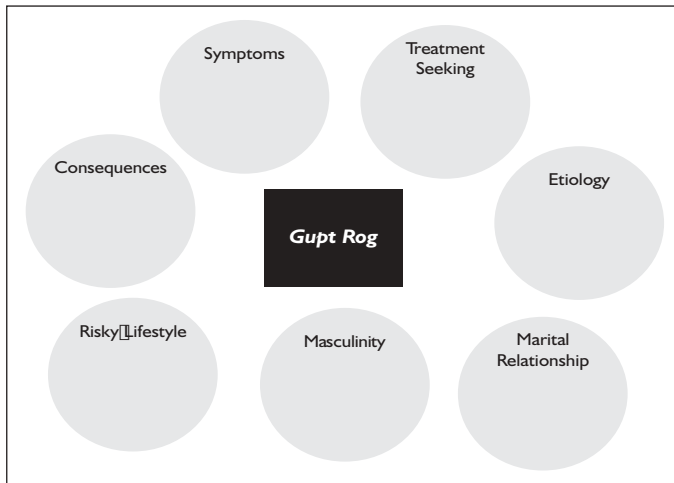 Symptoms
Treatment
Seeking
Consequences
Etiology
Gupt Rog
Risky Lifestyle
Masculinity
Marital
Relationship